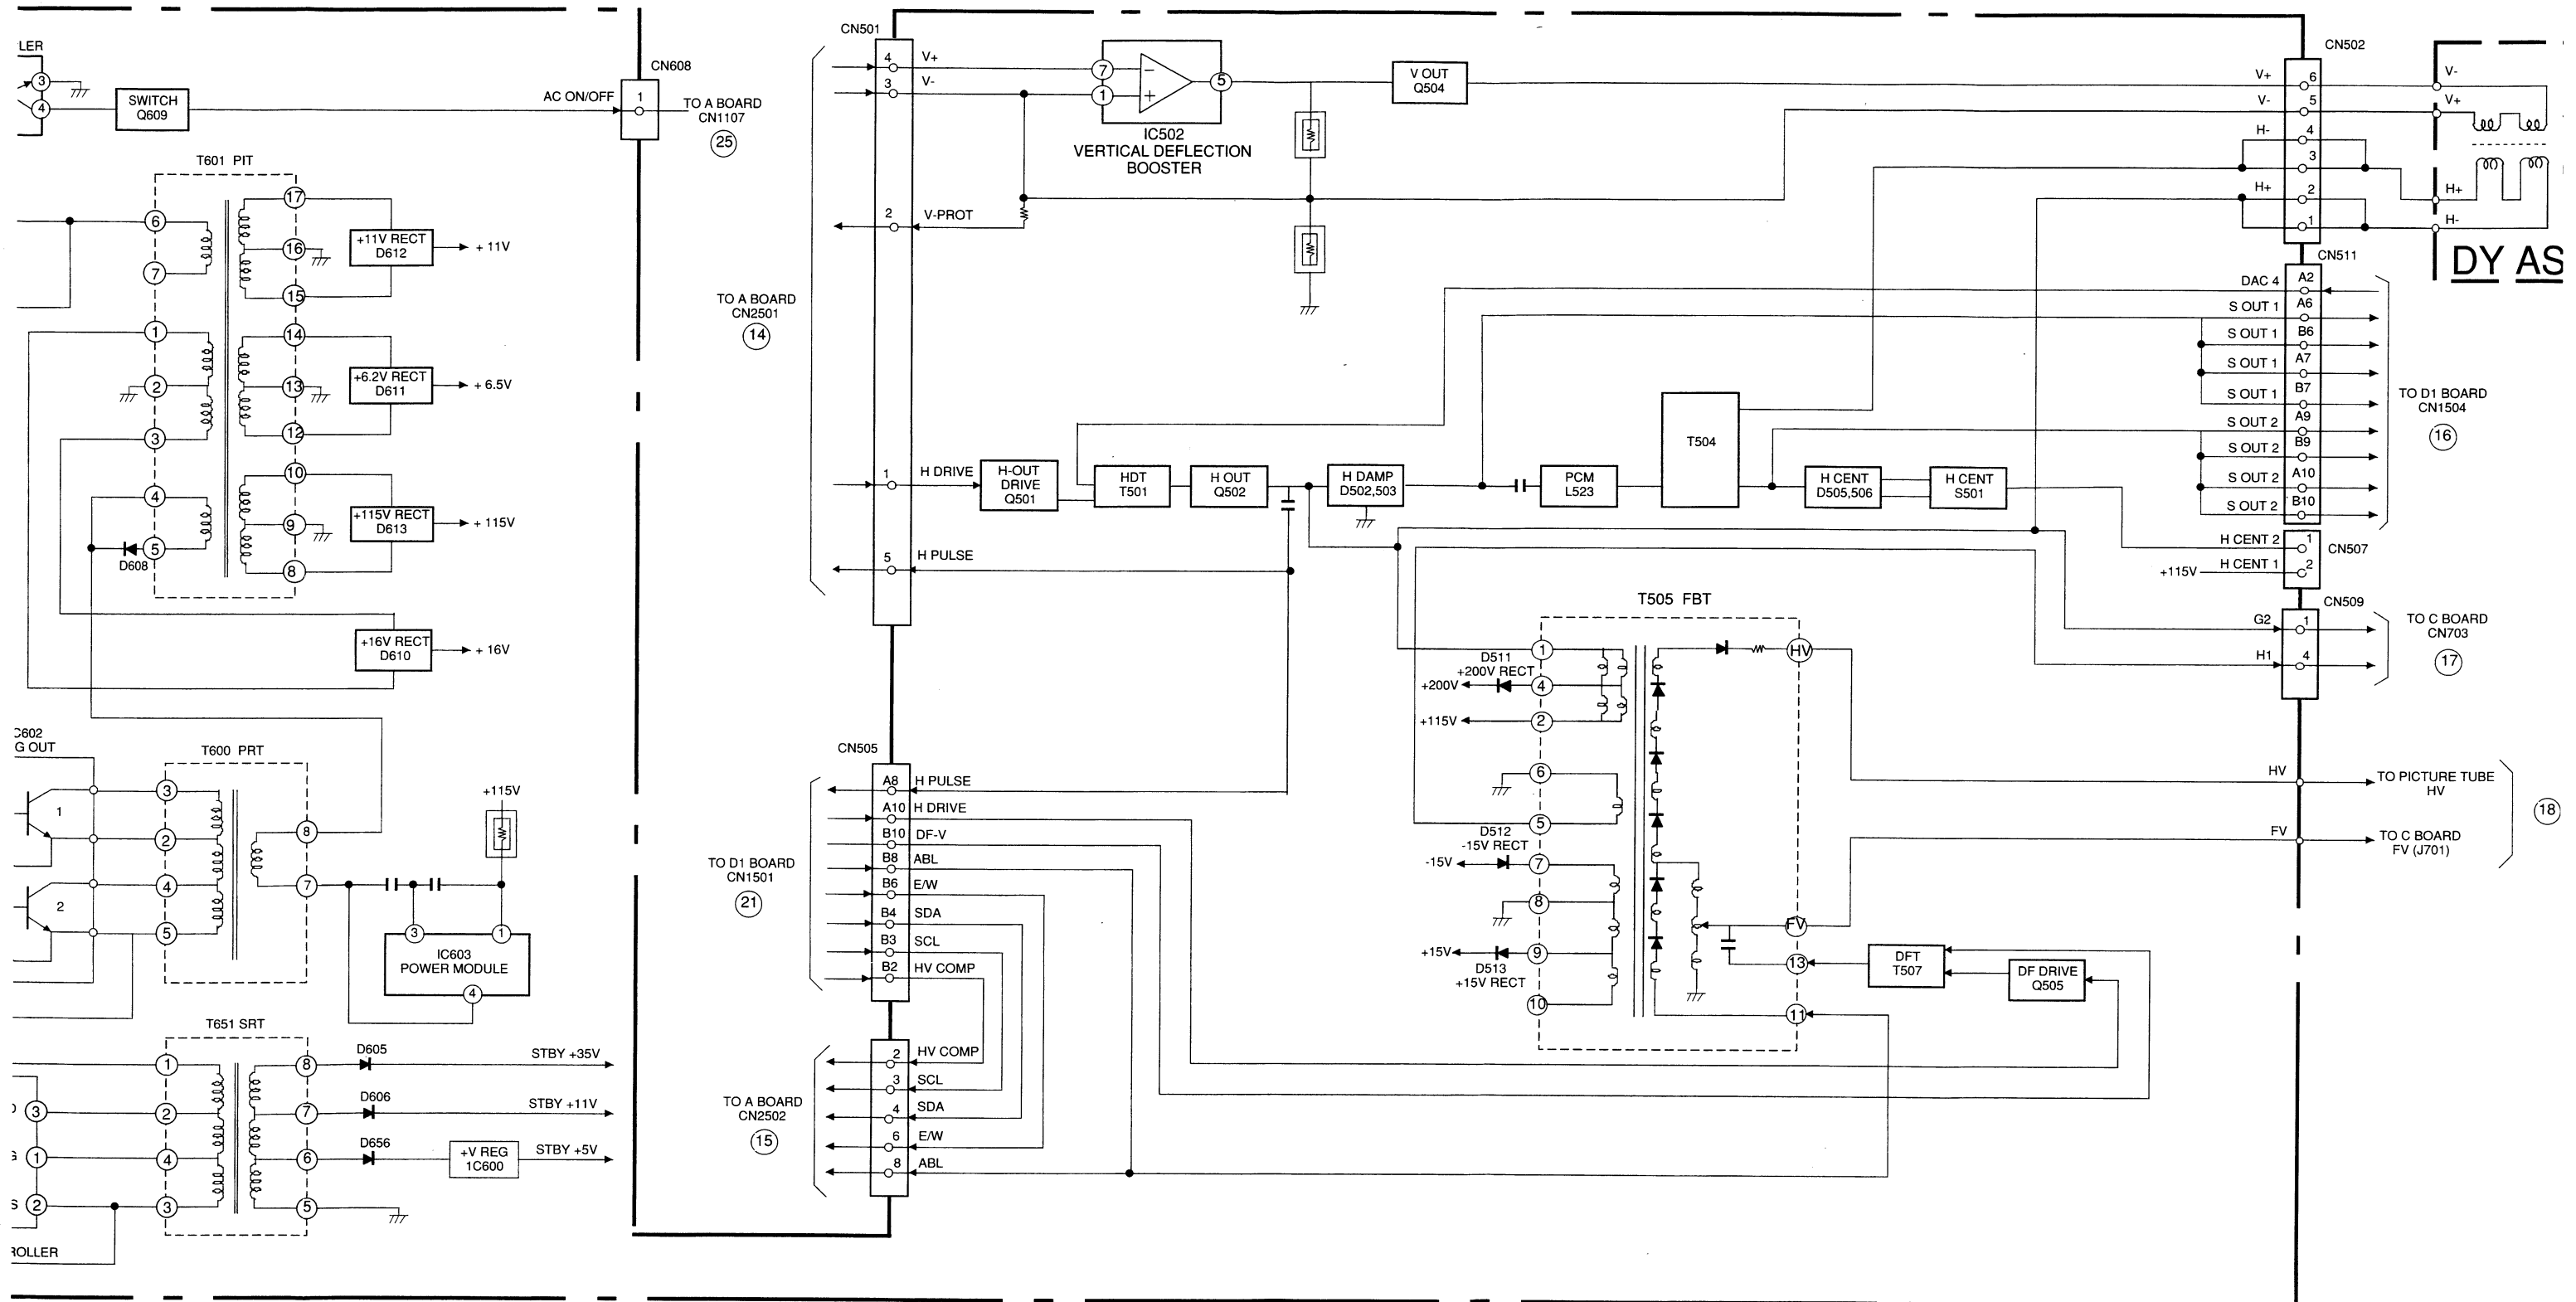 LER
3
4
SWITCH
Q609
AC ON/OFF
CN608
1
TO A BOARD
CN1107
25
T601 PIT
6
7
1
2
3
4
5
D608
17
16
15
14
13
12
10
9
8
+11V RECT
D612
+ 11V
+6.2V RECT
D611
+ 6.5V
+115V RECT
D613
+ 115V
+16V RECT
D610
+ 16V
C602
G OUT
1
2
T600 PRT
3
2
4
5
8
7
+115V
3
1
IC603
POWER MODULE
4
T651 SRT
3
1
2
ROLLER
1
2
4
3
8
7
6
5
D605
STBY +35V
D606
STBY +11V
D656
+V REG
1C600
STBY +5V
CN501
4 V+
3 V-
2 V-PROT
TO A BOARD
CN2501
14
1 H DRIVE
5 H PULSE
7
1
5
IC502
VERTICAL DEFLECTION
BOOSTER
V OUT
Q504
H-OUT
DRIVE
Q501
HDT
T501
H OUT
Q502
H DAMP
D502,503
PCM
L523
T504
H CENT
D505,506
H CENT
S501
CN502
V+ 6
V- 5
H- 4
3
H+ 2
1
V-
V+
H+
H-
DY AS
CN511
DAC 4 A2
S OUT 1 A6
S OUT 1 B6
S OUT 1 A7
S OUT 1 B7
S OUT 2 A9
S OUT 2 B9
S OUT 2 A10
S OUT 2 B10
TO D1 BOARD
CN1504
16
H CENT 2 1
CN507
+115V H CENT 1 2
CN509
G2 1
H1 4
TO C BOARD
CN703
17
T505 FBT
1
D511
+200V RECT
+200V 4
+115V 2
6
5
D512
-15V RECT
-15V 7
8
+15V 9
D513
+15V RECT
10
HV
FV
13
11
DFT
T507
DF DRIVE
Q505
HV
TO PICTURE TUBE
HV
FV
TO C BOARD
FV (J701)
18
CN505
A8 H PULSE
A10 H DRIVE
B10 DF-V
B8 ABL
B6 E/W
B4 SDA
B3 SCL
B2 HV COMP
TO D1 BOARD
CN1501
21
2 HV COMP
3 SCL
4 SDA
6 E/W
8 ABL
TO A BOARD
CN2502
15